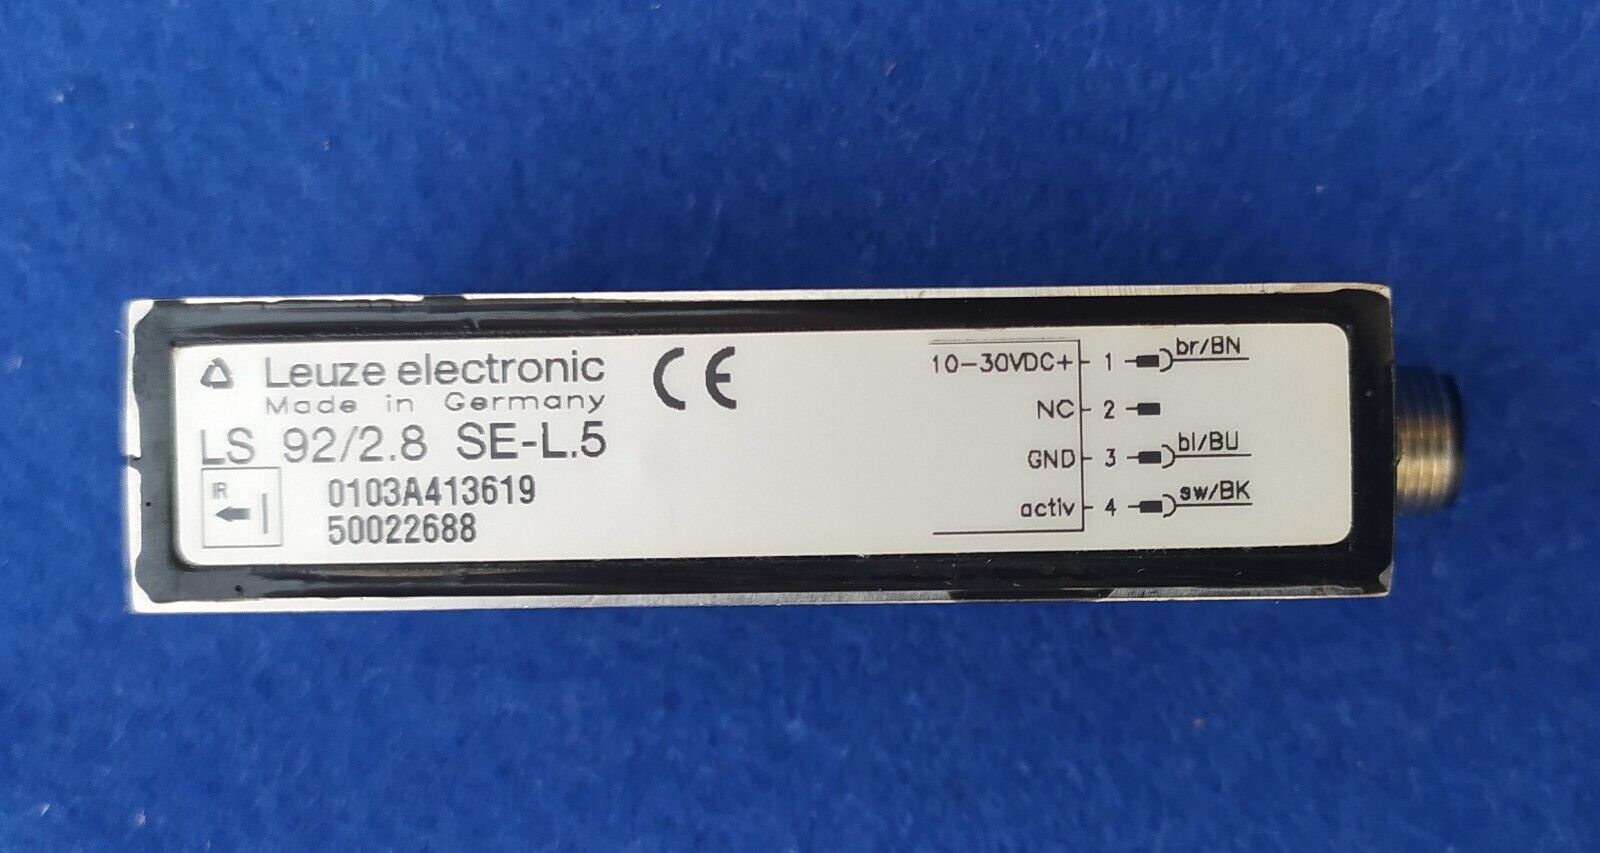 Leuze electronic
Made in Germany
CE
LS 92/2.8 SE-L.5
IR
0103A413619
50022688
10-30VDC+ 1 br/BN
NC 2
GND 3 bl/BU
activ 4 sw/BK